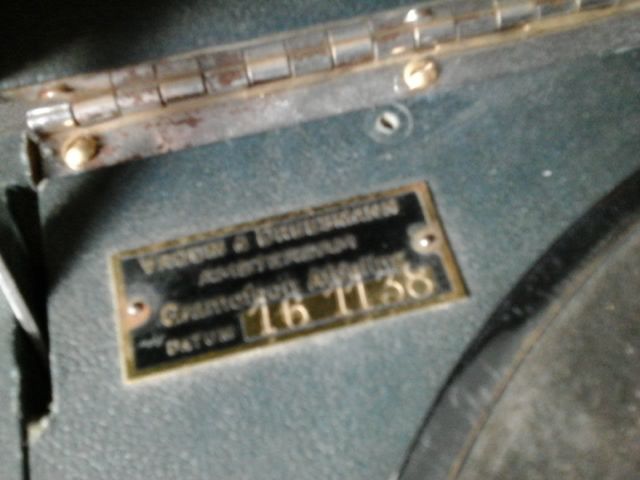 VROOM & DREESMANN
AMSTERDAM
Gramofoon Afdeling
DATUM 16 11 38